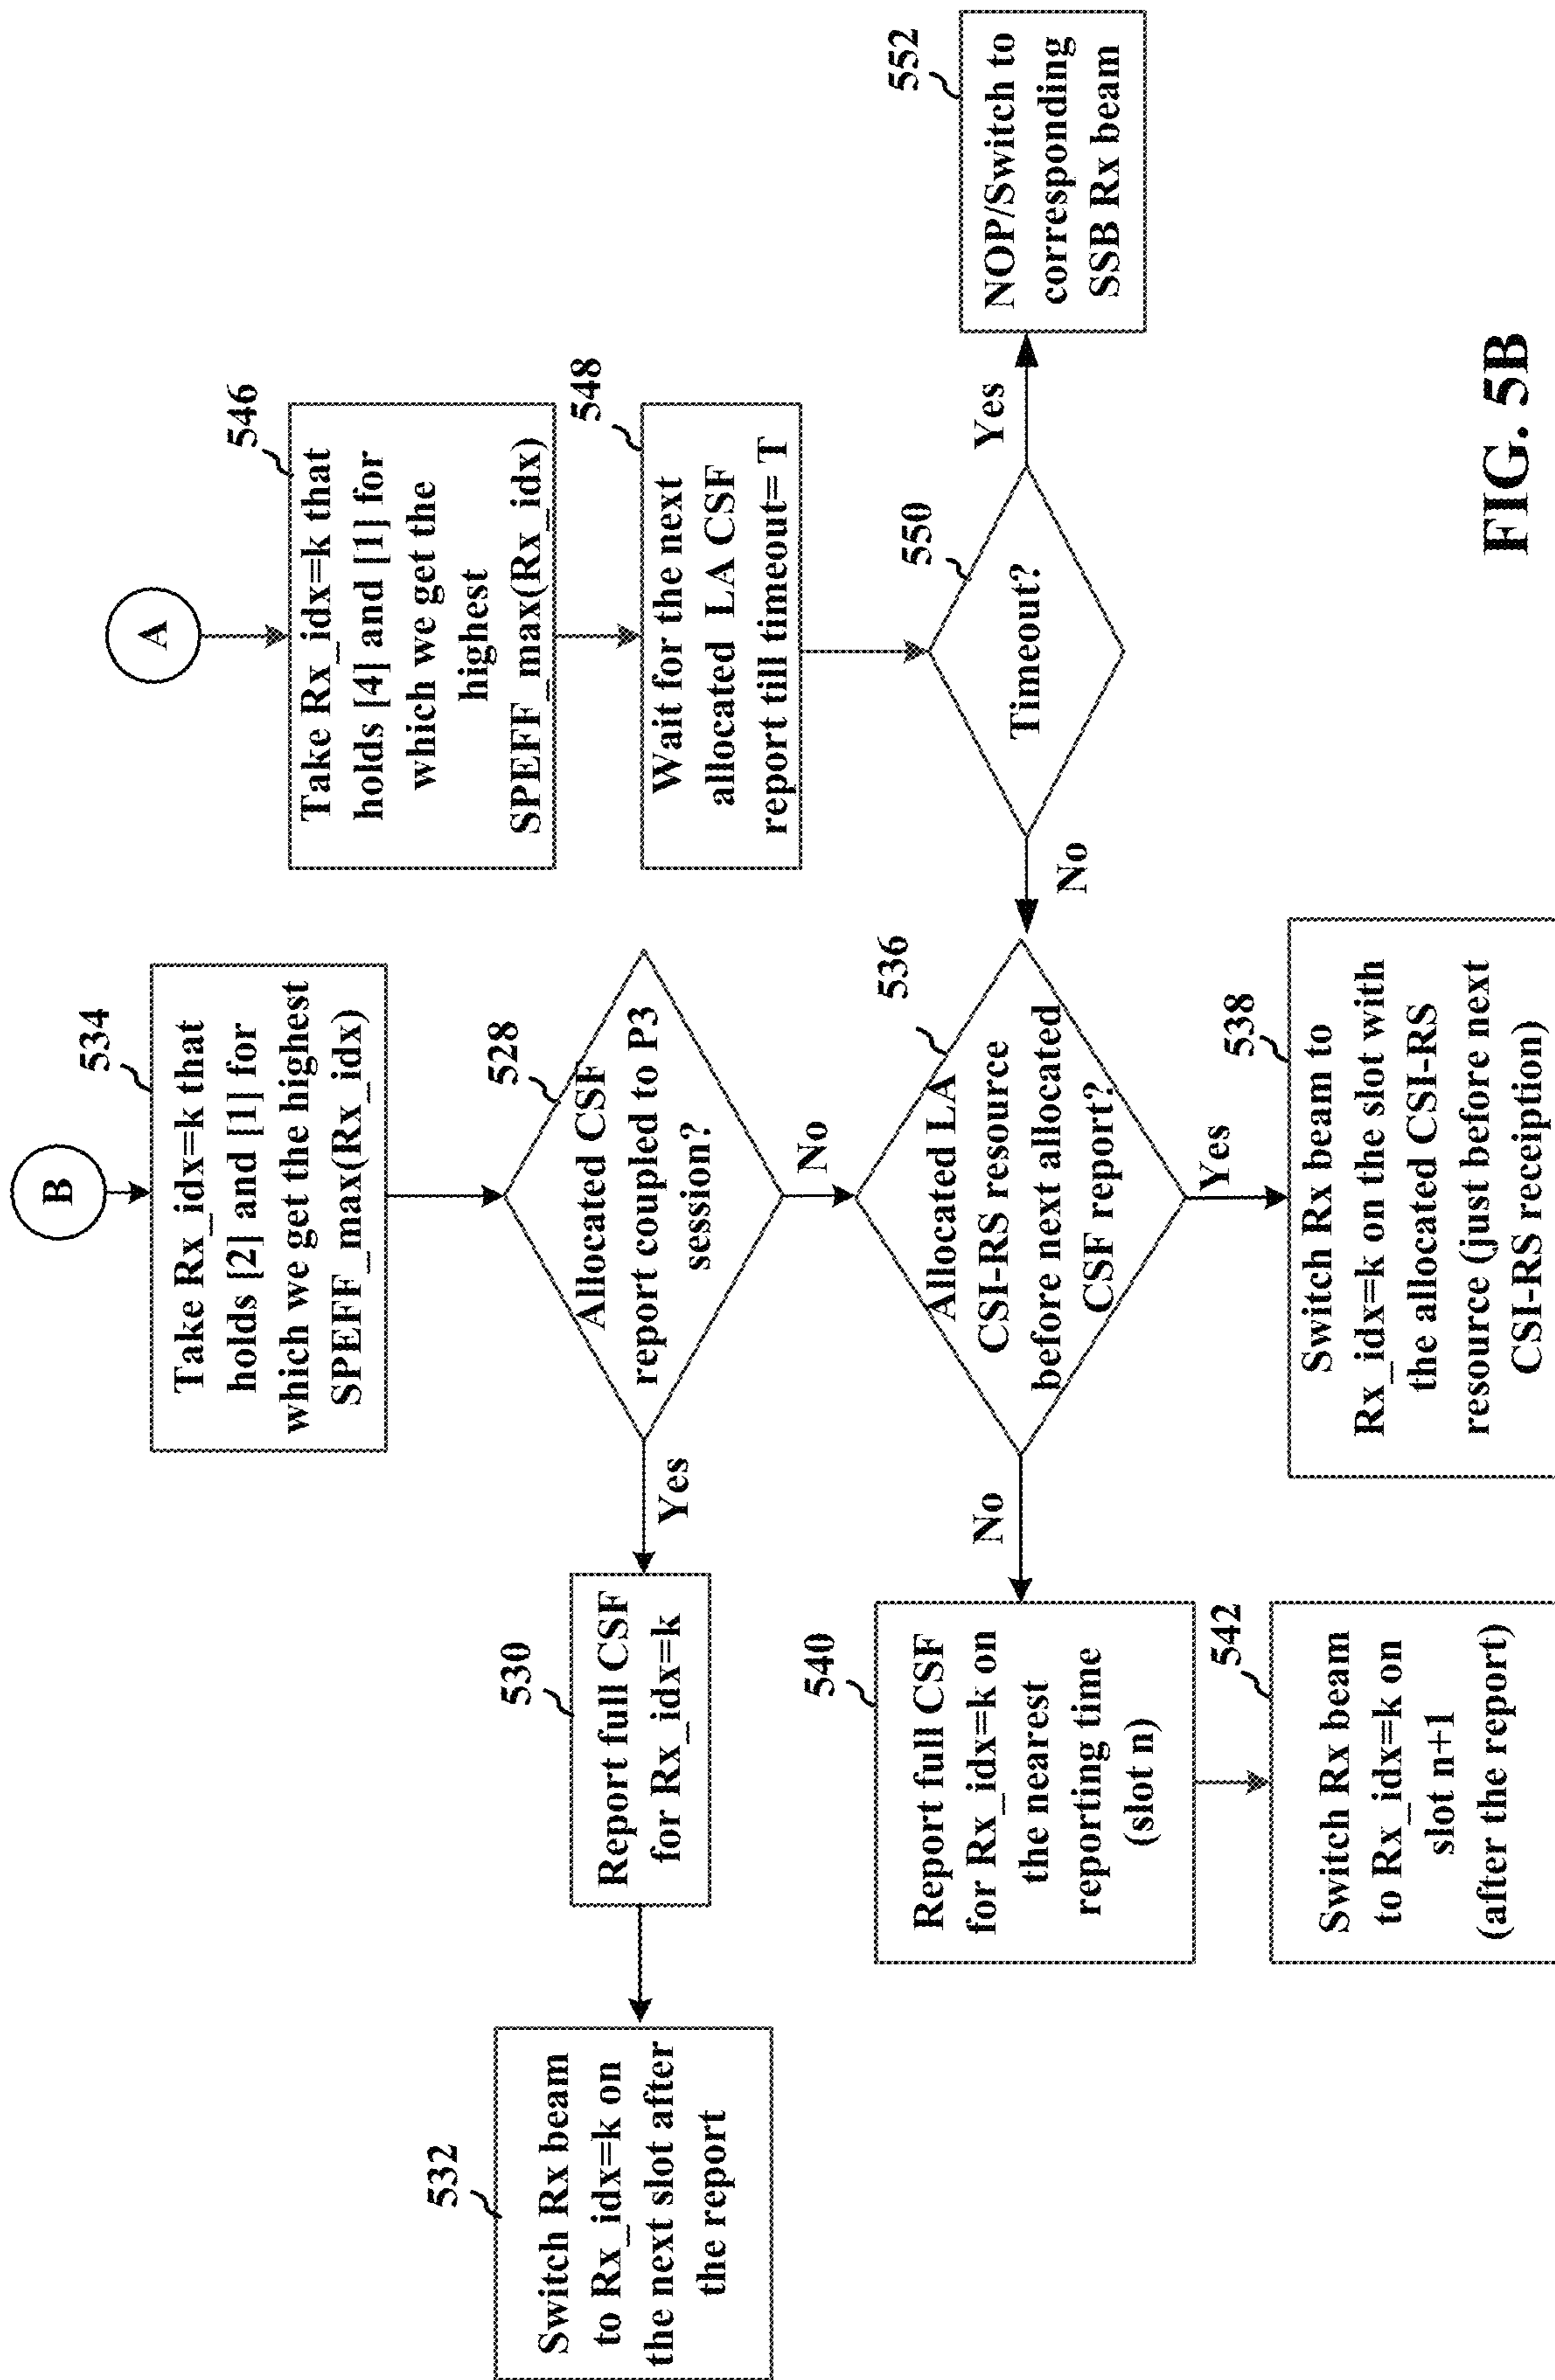 B
534
Take Rx_idx=k that
holds [2] and [1] for
which we get the highest
SPEFF_max(Rx_idx)
528
Allocated CSF
report coupled to P3
session?
Yes
No
530
Report full CSF
for Rx_idx=k
532
Switch Rx beam
to Rx_idx=k on
the next slot after
the report
A
546
Take Rx_idx=k that
holds [4] and [1] for
which we get the
highest
SPEFF_max(Rx_idx)
548
Wait for the next
allocated LA CSF
report till timeout= T
550
Timeout?
Yes
No
552
NOP/Switch to
corresponding
SSB Rx beam
536
Allocated LA
CSI-RS resource
before next allocated
CSF report?
No
Yes
540
Report full CSF
for Rx_idx=k on
the nearest
reporting time
(slot n)
542
Switch Rx beam
to Rx_idx=k on
slot n+1
(after the report)
538
Switch Rx beam to
Rx_idx=k on the slot with
the allocated CSI-RS
resource (just before next
CSI-RS receiption)
FIG. 5B